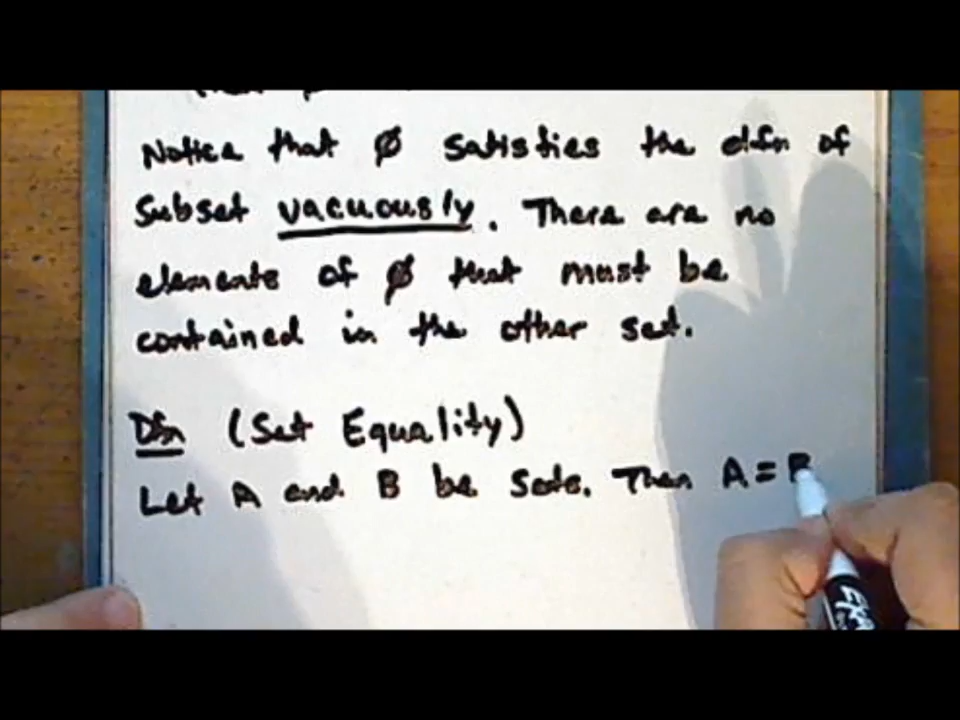 Notice that ∅ satisfies the dfn of
Subset vacuously. There are no
elements of ∅ that must be
contained in the other set.
Dfn (Set Equality)
Let A and B be sets. Then A = B